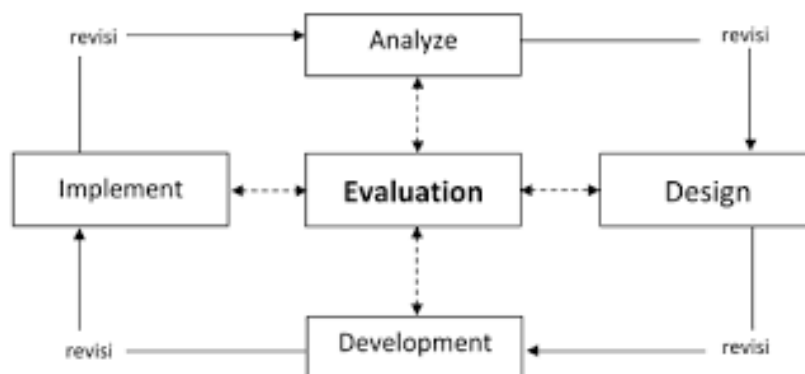 revisi
Analyze
revisi
Implement
Evaluation
Design
revisi
Development
revisi